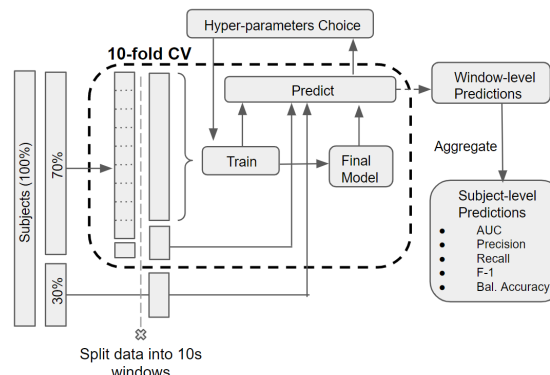 Hyper-parameters Choice
10-fold CV
Subjects (100%)
70%
30%
Predict
Train
Final
Model
Window-level
Predictions
Aggregate
Subject-level
Predictions
● AUC
● Precision
● Recall
● F-1
● Bal. Accuracy
Split data into 10s
windows